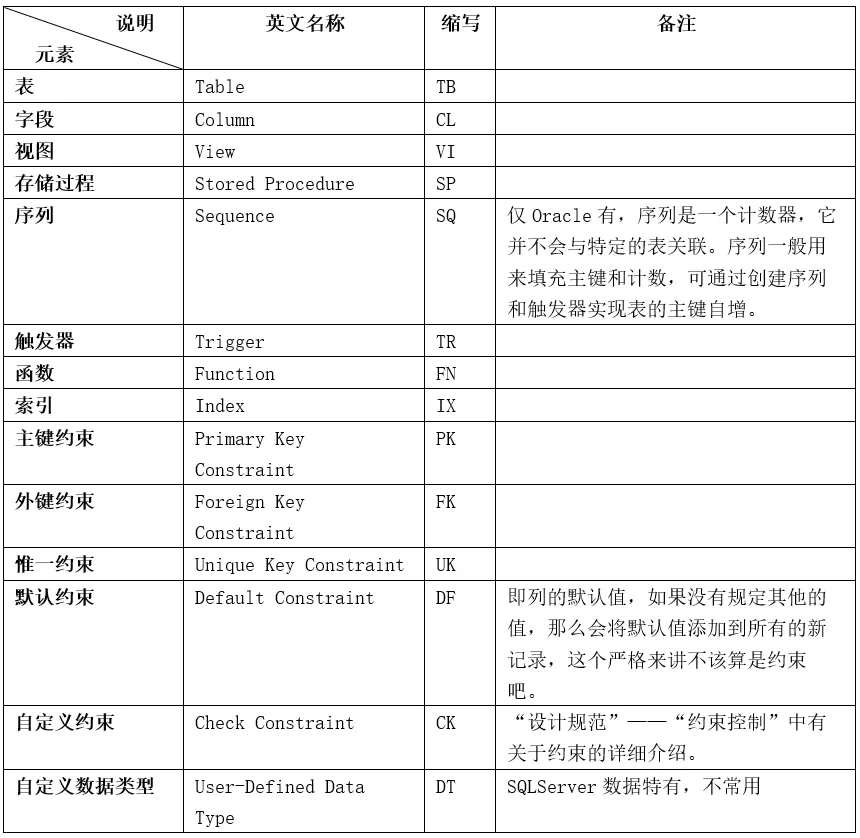 说明 英文名称 缩写 备注
元素
表 Table TB
字段 Column CL
视图 View VI
存储过程 Stored Procedure SP
序列 Sequence SQ 仅 Oracle 有，序列是一个计数器，它
并不会与特定的表关联。序列一般用
来填充主键和计数，可通过创建序列
和触发器实现表的主键自增。
触发器 Trigger TR
函数 Function FN
索引 Index IX
主键约束 Primary Key PK
Constraint
外键约束 Foreign Key FK
Constraint
惟一约束 Unique Key Constraint UK
默认约束 Default Constraint DF 即列的默认值，如果没有规定其他的
值，那么会将默认值添加到所有的新
记录，这个严格来讲不该算是约束
吧。
自定义约束 Check Constraint CK “设计规范”——“约束控制”中有
关于约束的详细介绍。
自定义数据类型 User-Defined Data DT SQLServer 数据特有，不常用
Type